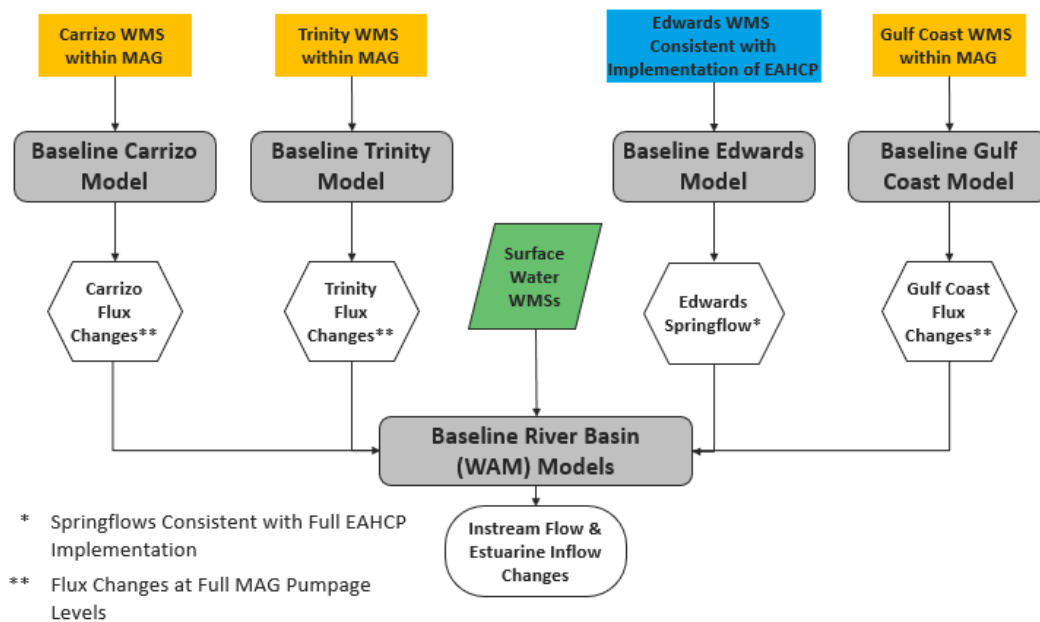 Carrizo WMS
within MAG
Trinity WMS
within MAG
Edwards WMS
Consistent with
Implementation of EAHCP
Gulf Coast WMS
within MAG
Baseline Carrizo
Model
Baseline Trinity
Model
Baseline Edwards
Model
Baseline Gulf
Coast Model
Surface
Water
WMSs
Carrizo
Flux
Changes**
Trinity
Flux
Changes**
Edwards
Springflow*
Gulf Coast
Flux
Changes**
Baseline River Basin
(WAM) Models
Instream Flow &
Estuarine Inflow
Changes
* Springflows Consistent with Full EAHCP
Implementation
** Flux Changes at Full MAG Pumpage
Levels